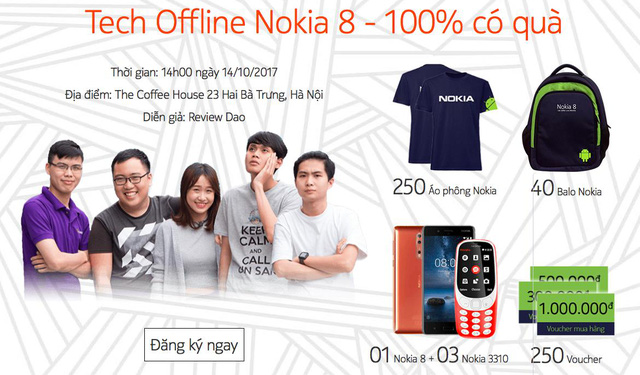 Tech Offline Nokia 8 - 100% có quà
Thời gian: 14h00 ngày 14/10/2017
Địa điểm: The Coffee House 23 Hai Bà Trưng, Hà Nội
Diễn giả: Review Dao
NOKIA
Nokia 8
250 Áo phông Nokia
40 Balo Nokia
KEEP
CALM
AND
CALL
NOKIA
500.000đ
1.000.000đ
Voucher mua hàng
01 Nokia 8 + 03 Nokia 3310
250 Voucher
Đăng ký ngay